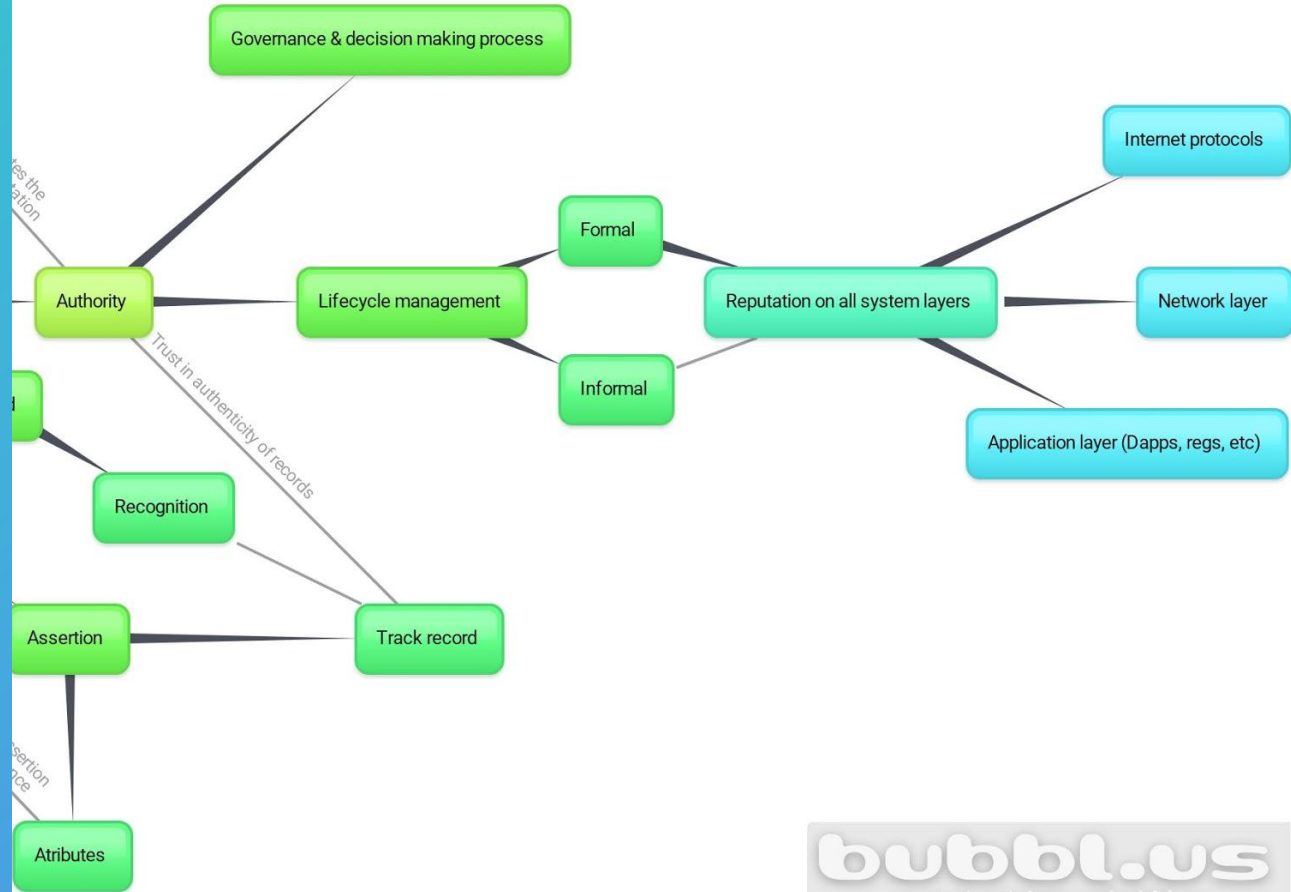 Governance & decision making process
Internet protocols
Formal
Authority
Lifecycle management
Reputation on all system layers
Network layer
Trust in authenticity of records
Informal
Application layer (Dapps, regs, etc)
Recognition
Assertion
Track record
Atributes
bubbl.us